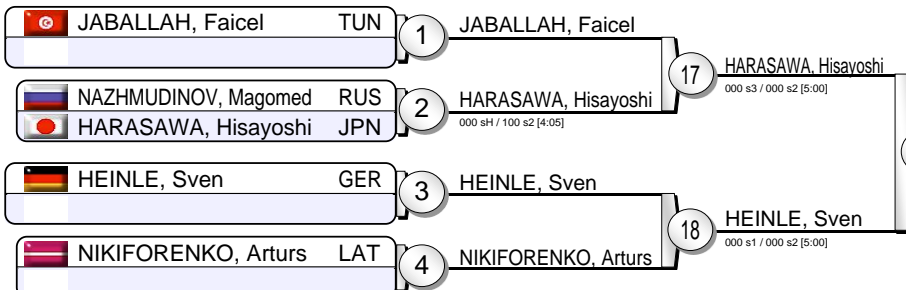 JABALLAH, Faicel TUN
1
JABALLAH, Faicel
17
HARASAWA, Hisayoshi
000 s3 / 000 s2 [5:00]
NAZHMUDINOV, Magomed RUS
HARASAWA, Hisayoshi JPN
2
HARASAWA, Hisayoshi
000 sH / 100 s2 [4:05]
HEINLE, Sven GER
3
HEINLE, Sven
18
HEINLE, Sven
000 s1 / 000 s2 [5:00]
NIKIFORENKO, Arturs LAT
4
NIKIFORENKO, Arturs